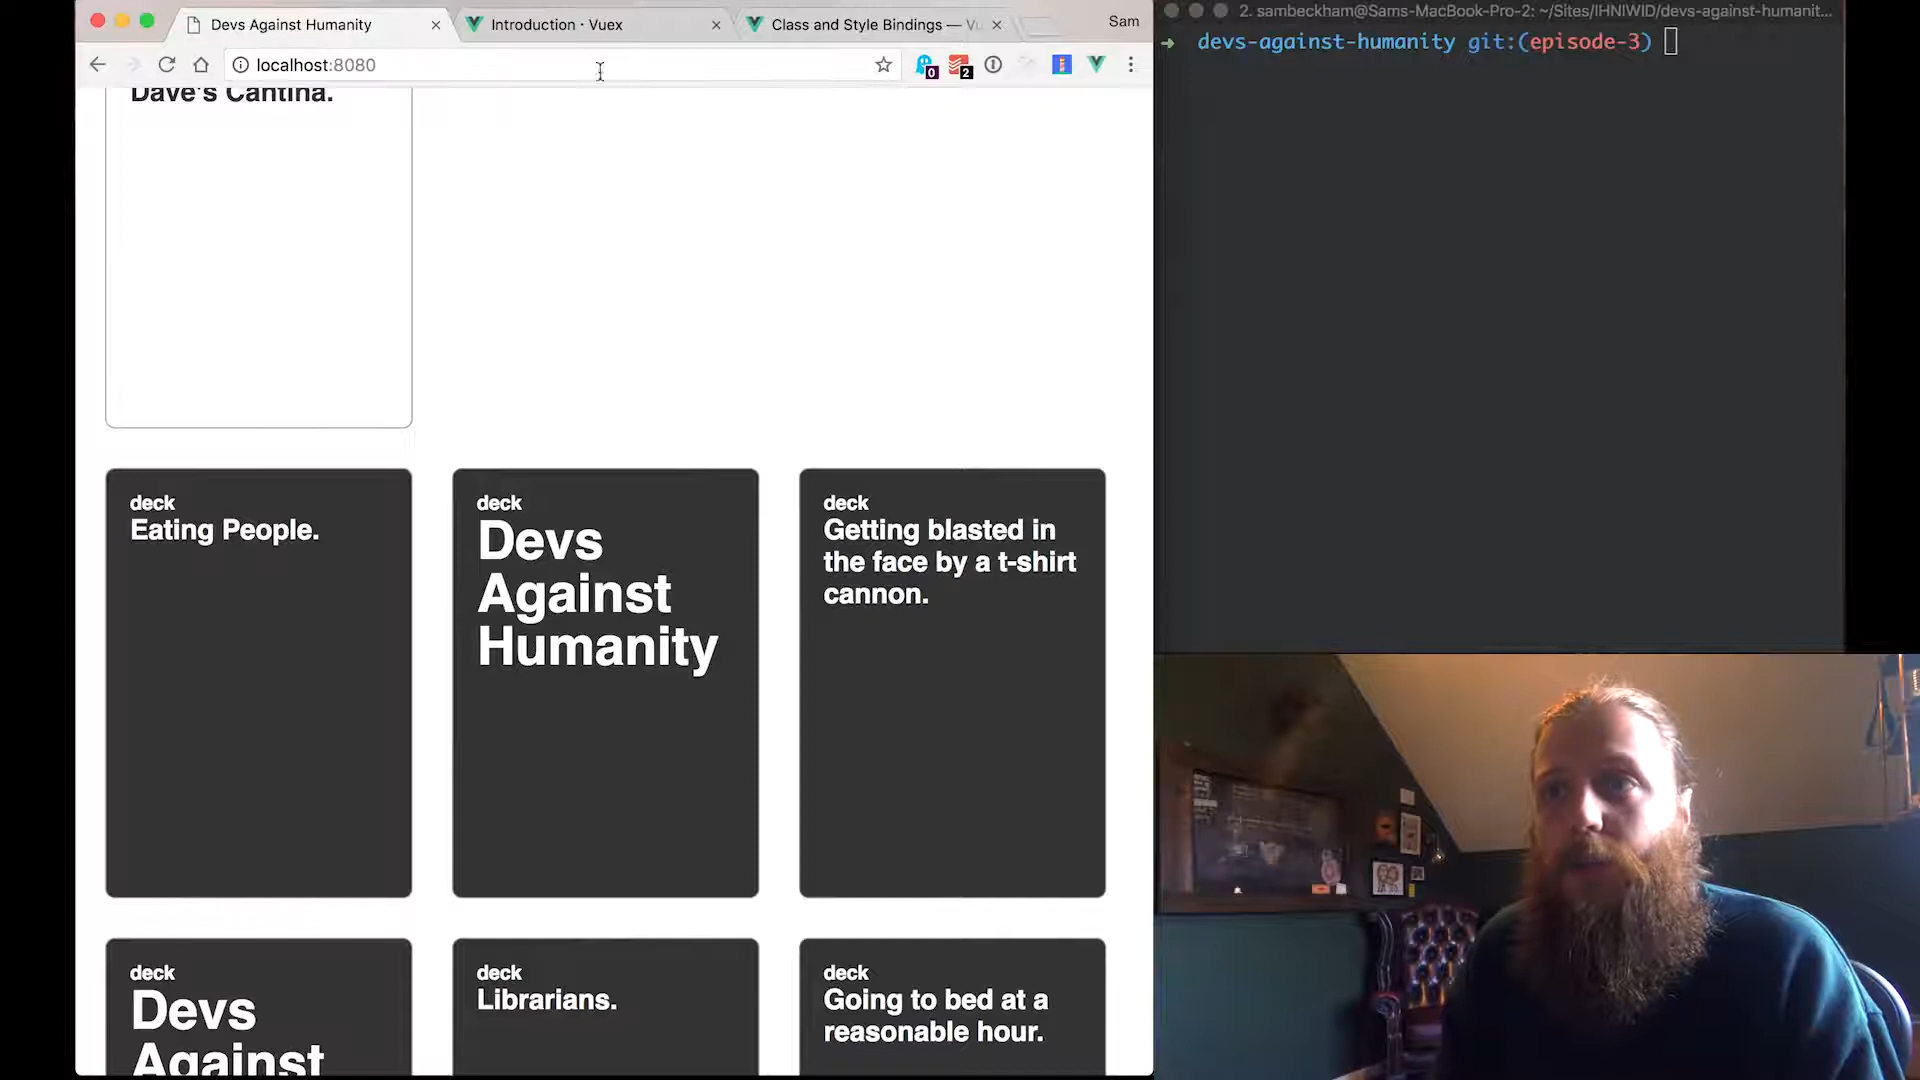 Devs Against Humanity
Introduction · Vuex
Class and Style Bindings — Vu
Sam
localhost:8080
0
2
2. sambeckham@Sams-MacBook-Pro-2: ~/Sites/IHNIWID/devs-against-humanit...
devs-against-humanity git:(episode-3)
Dave's Cantina.
deck
Eating People.
deck
Devs
Against
Humanity
deck
Getting blasted in
the face by a t-shirt
cannon.
deck
Devs
Against
deck
Librarians.
deck
Going to bed at a
reasonable hour.